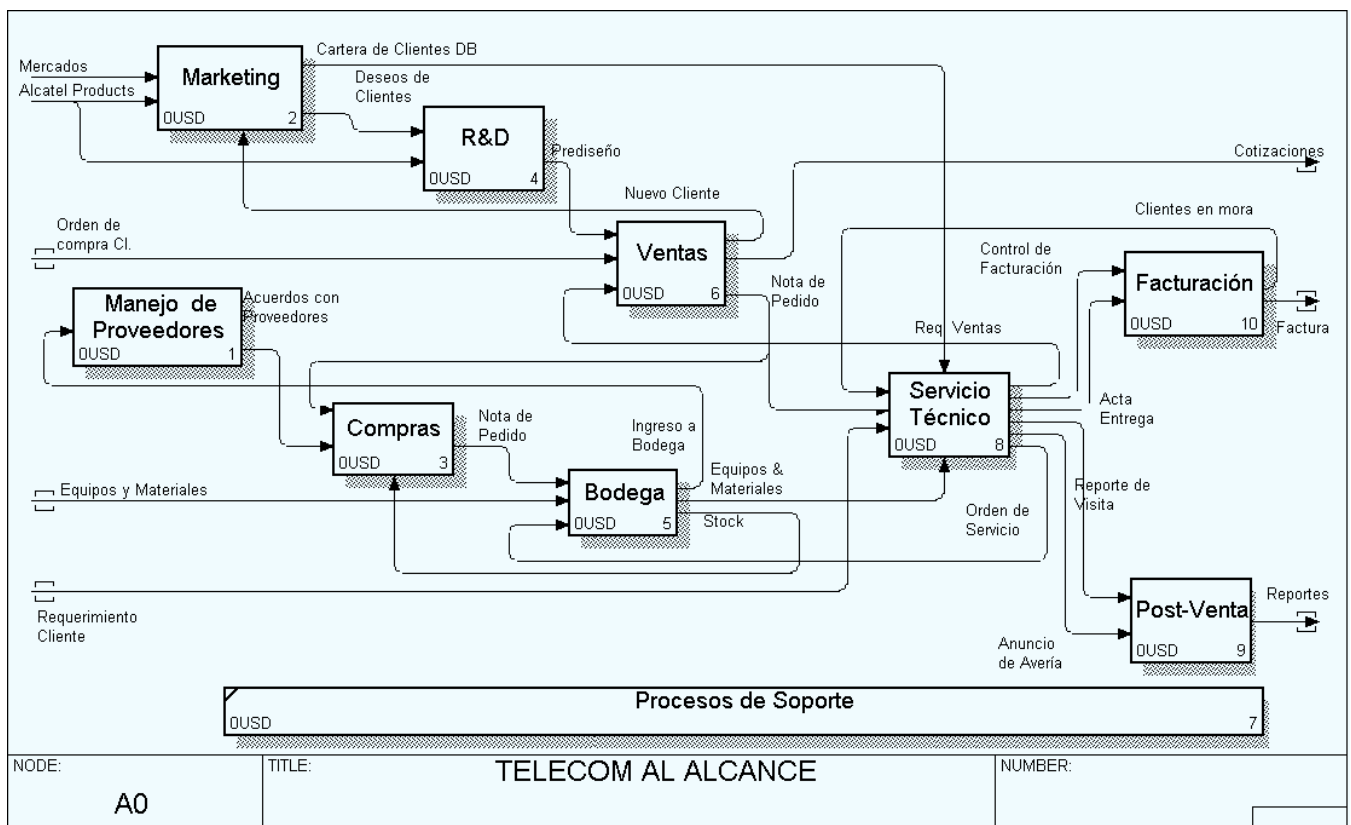 Cartera de Clientes DB
Mercados
Marketing
Alcatel Products
0USD 2
Deseos de
Clientes
R&D
0USD 4
Prediseño
Cotizaciones
Nuevo Cliente
Clientes en mora
Orden de
compra Cl.
Ventas
0USD 6
Control de
Facturación
Nota de
Pedido
Facturación
0USD 10
Factura
Manejo de
Proveedores
0USD 1
Acuerdos con
Proveedores
Req. Ventas
Servicio
Técnico
0USD 8
Acta
Entrega
Compras
0USD 3
Nota de
Pedido
Ingreso a
Bodega
Equipos &
Materiales
Equipos y Materiales
Bodega
0USD 5
Stock
Orden de
Servicio
Reporte de
Visita
Requerimiento
Cliente
Post-Venta
0USD 9
Reportes
Anuncio
de Avería
Procesos de Soporte
0USD 7
NODE:
A0
TITLE:
TELECOM AL ALCANCE
NUMBER: